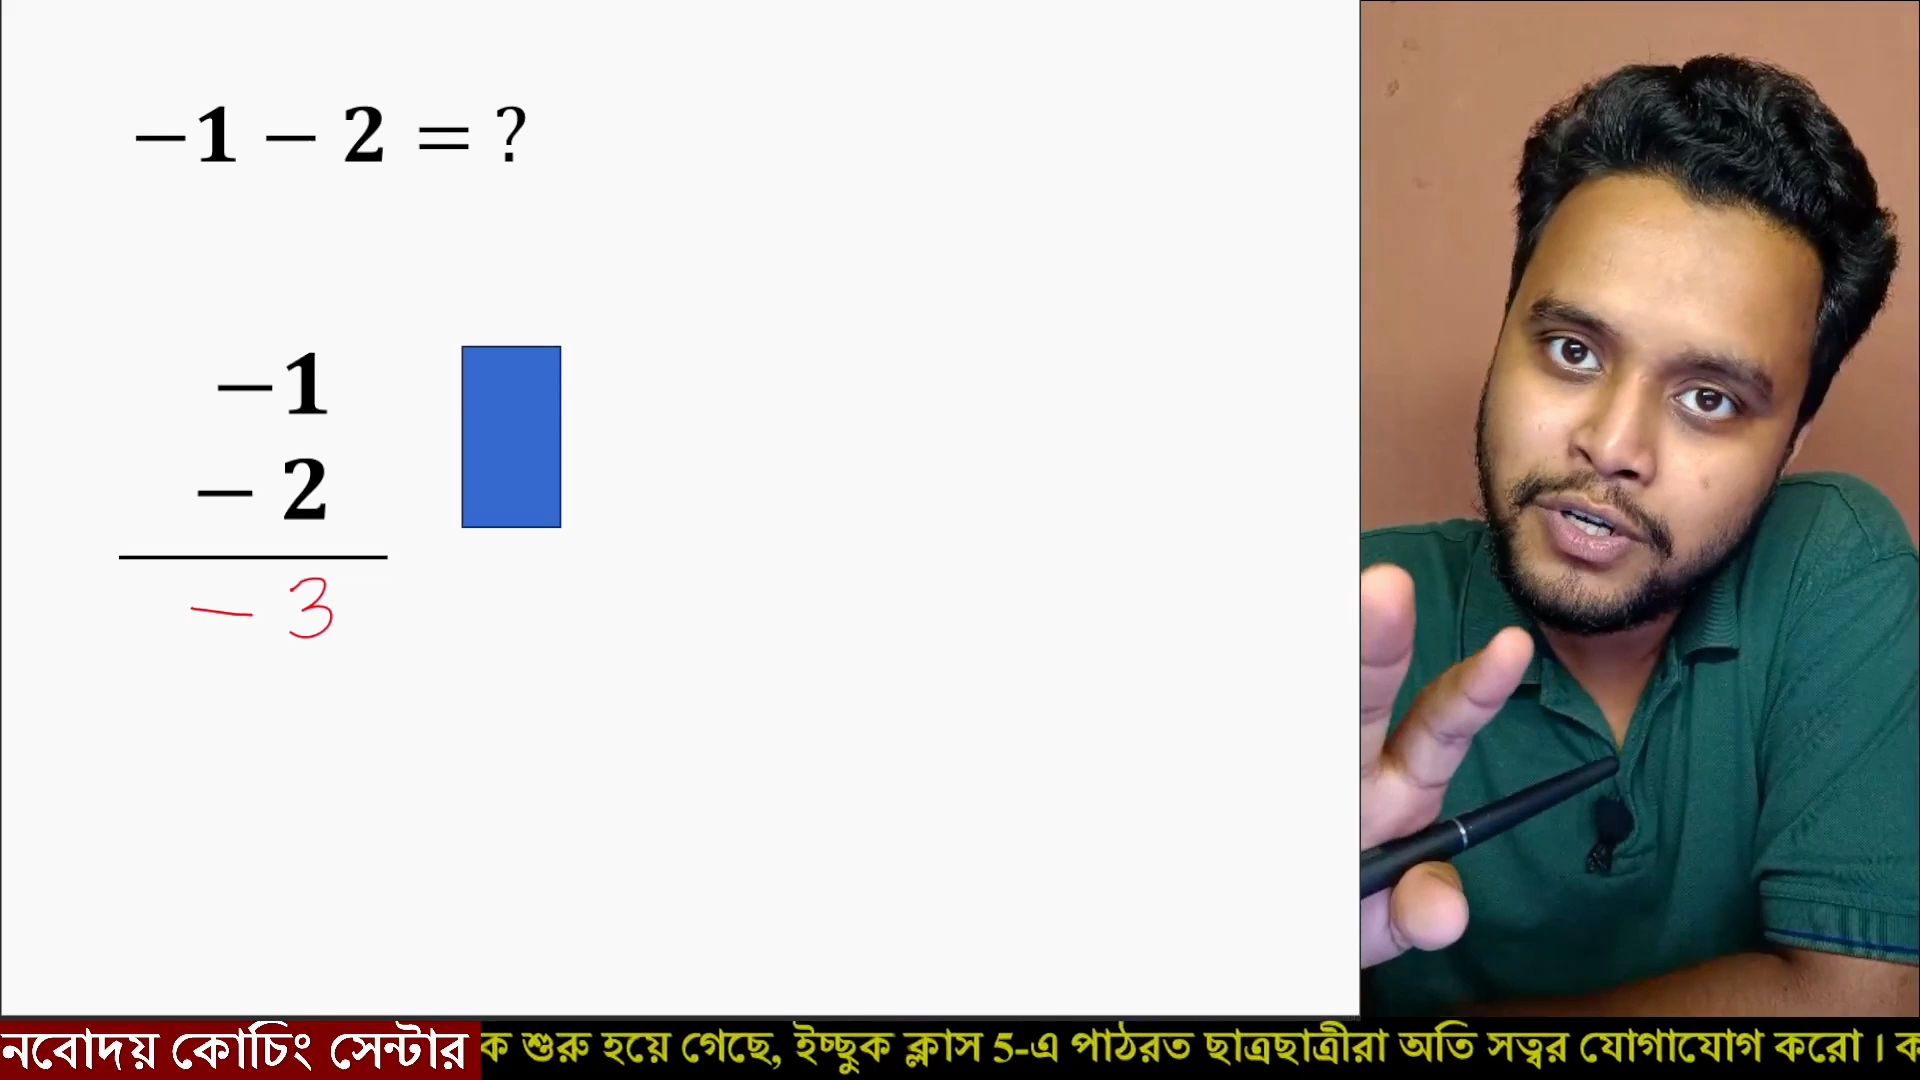 −1 − 2 = ?
−1
− 2
− 3
নবোদয় কোচিং সেন্টার
ক শুরু হয়ে গেছে, ইচ্ছুক ক্লাস 5-এ পাঠরত ছাত্রছাত্রীরা অতি সত্বর যোগাযোগ করো। ক